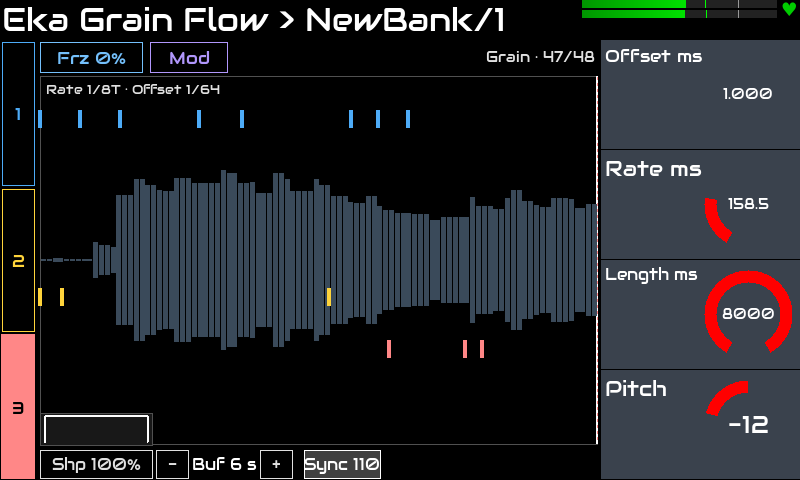 Eka Grain Flow > NewBank/1
Frz 0%
Mod
Grain · 47/48
Rate 1/8T · Offset 1/64
1
2
3
Shp 100%
-
Buf 6 s
+
Sync 110
Offset ms
1.000
Rate ms
158.5
Length ms
8000
Pitch
-12